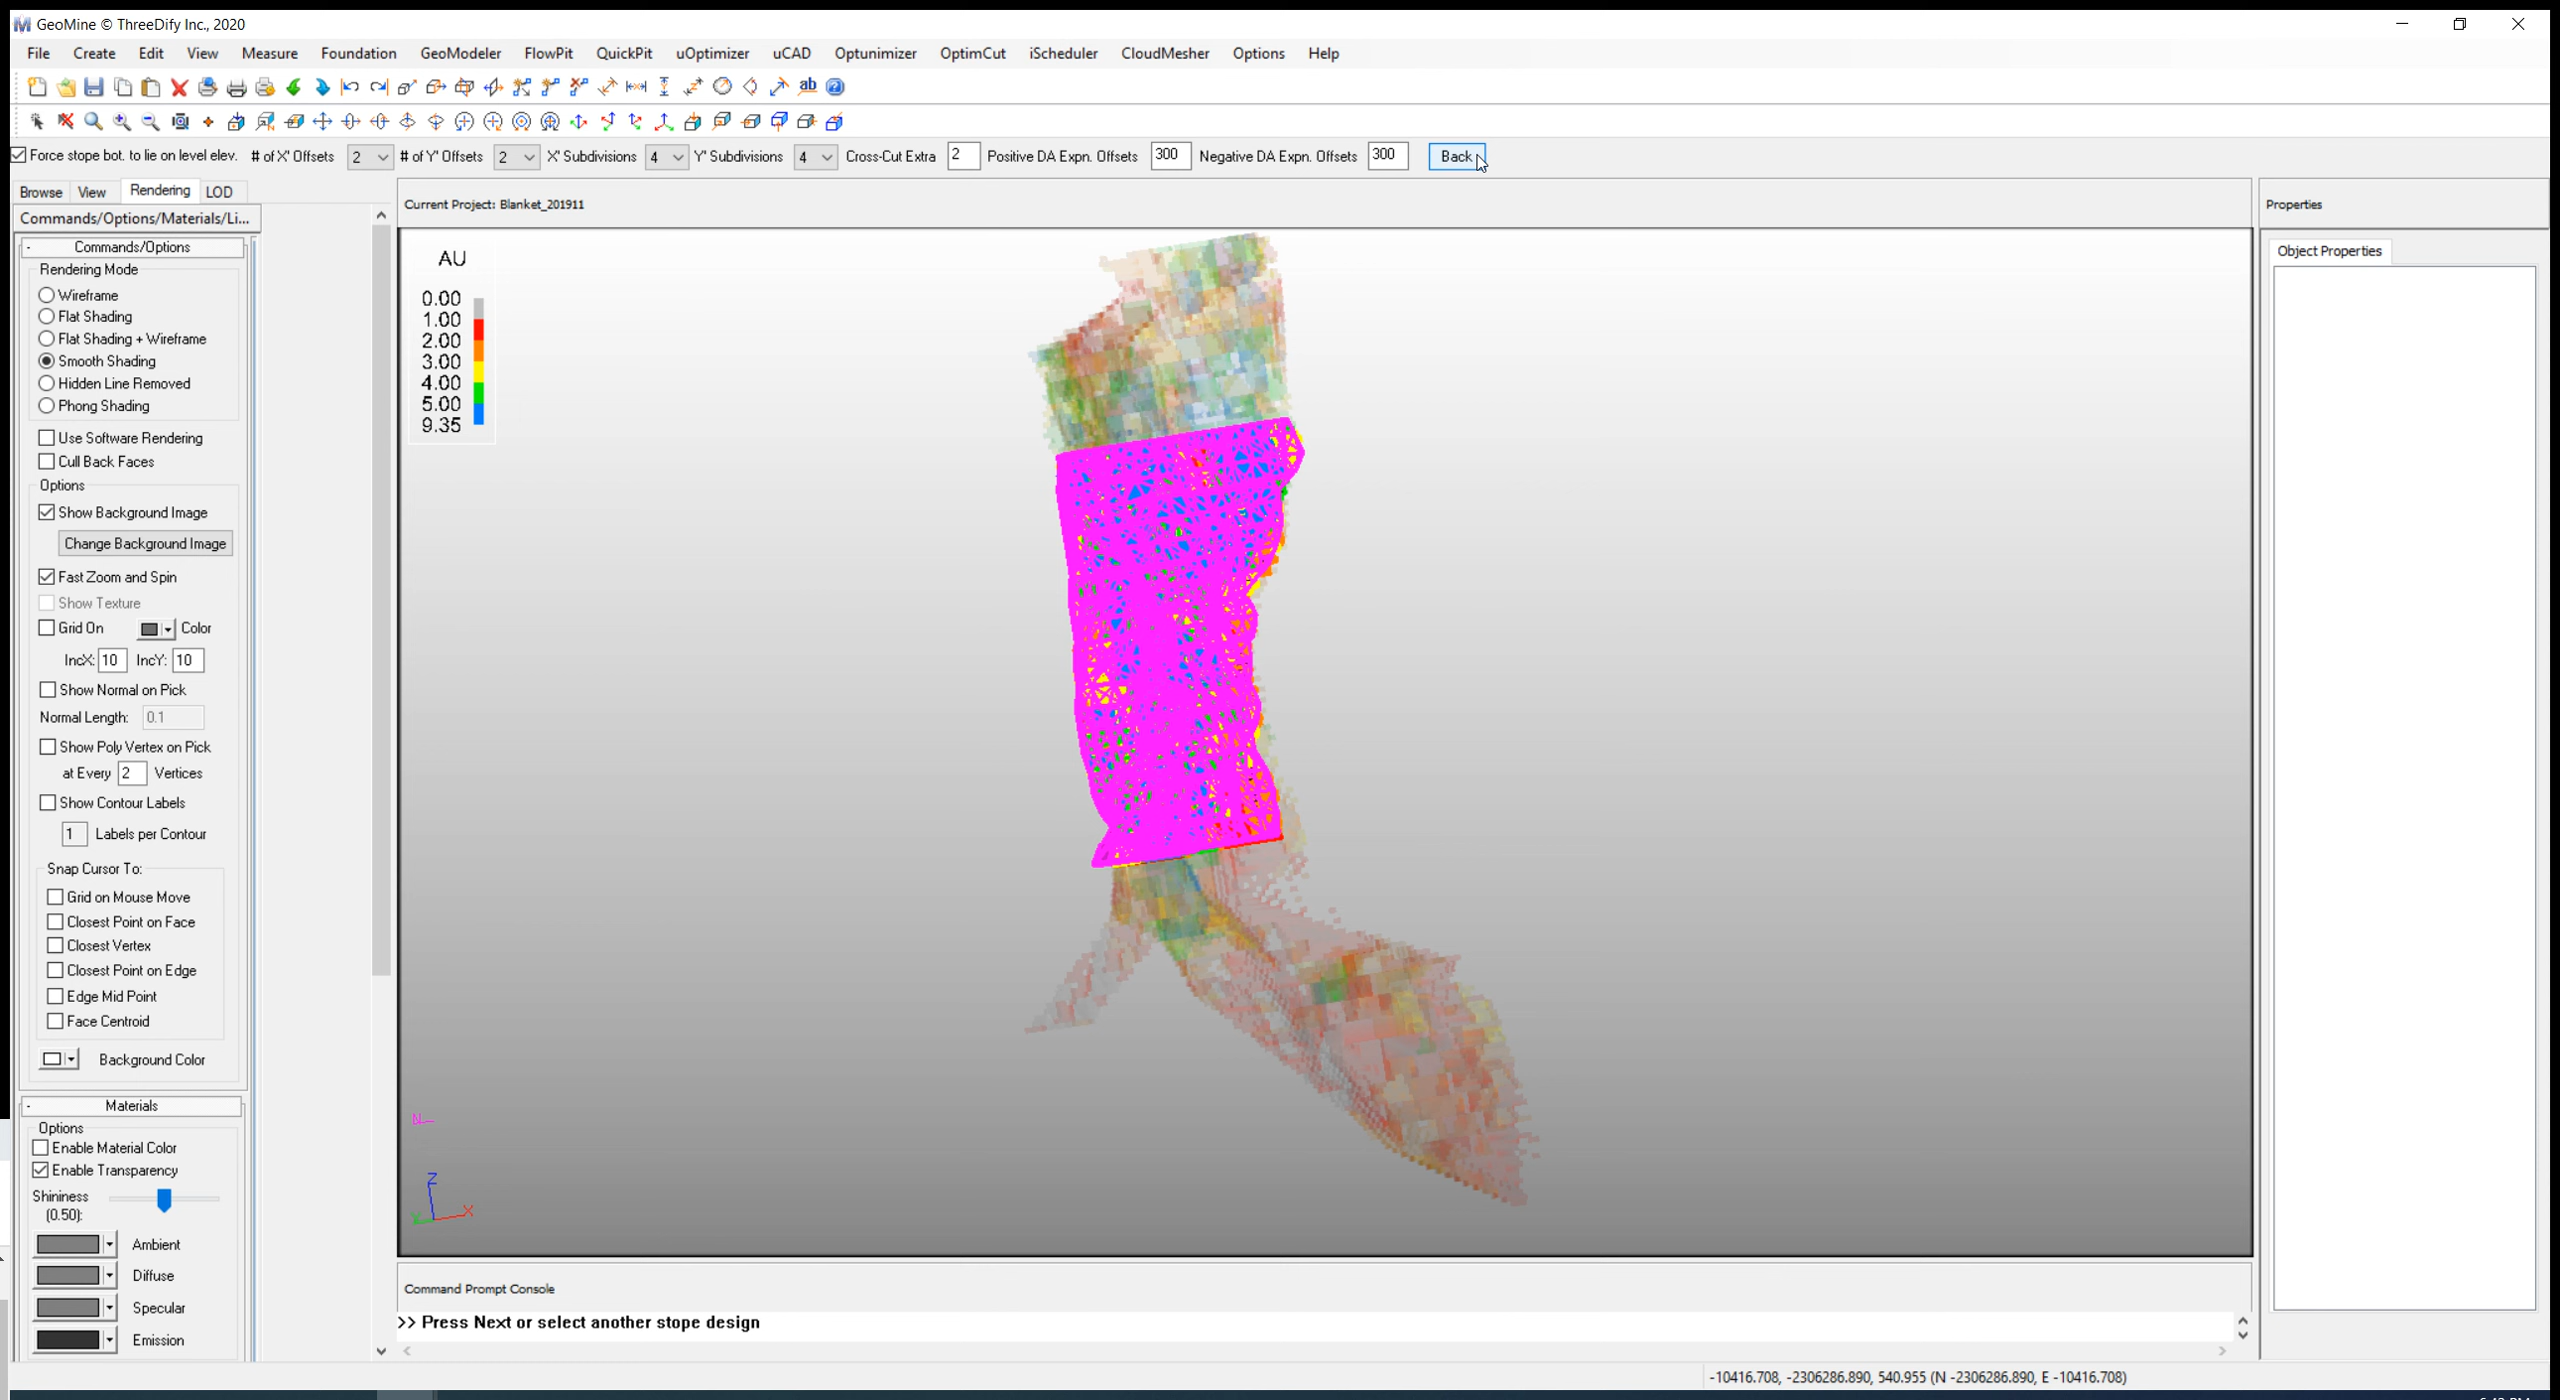 GeoMine © ThreeDify Inc., 2020
File Create Edit View Measure Foundation GeoModeler FlowPit QuickPit uOptimizer uCAD Optunimizer OptimCut iScheduler CloudMesher Options Help
ab
Force stope bot. to lie on level elev. # of X' Offsets 2 # of Y' Offsets 2 X' Subdivisions 4 Y' Subdivisions 4 Cross-Cut Extra 2 Positive DA Expn. Offsets 300 Negative DA Expn. Offsets 300 Back
Browse View Rendering LOD
Commands/Options/Materials/Li...
- Commands/Options
Rendering Mode
Wireframe
Flat Shading
Flat Shading + Wireframe
Smooth Shading
Hidden Line Removed
Phong Shading
Use Software Rendering
Cull Back Faces
Options
Show Background Image
Change Background Image
Fast Zoom and Spin
Show Texture
Grid On Color
IncX: 10 IncY: 10
Show Normal on Pick
Normal Length: 0.1
Show Poly Vertex on Pick
at Every 2 Vertices
Show Contour Labels
1 Labels per Contour
Snap Cursor To:
Grid on Mouse Move
Closest Point on Face
Closest Vertex
Closest Point on Edge
Edge Mid Point
Face Centroid
Background Color
- Materials
Options
Enable Material Color
Enable Transparency
Shininess
(0.50):
Ambient
Diffuse
Specular
Emission
Current Project: Blanket_201911
AU
0.00
1.00
2.00
3.00
4.00
5.00
9.35
N
Z
Y X
Command Prompt Console
>> Press Next or select another stope design
Properties
Object Properties
-10416.708, -2306286.890, 540.955 (N -2306286.890, E -10416.708)